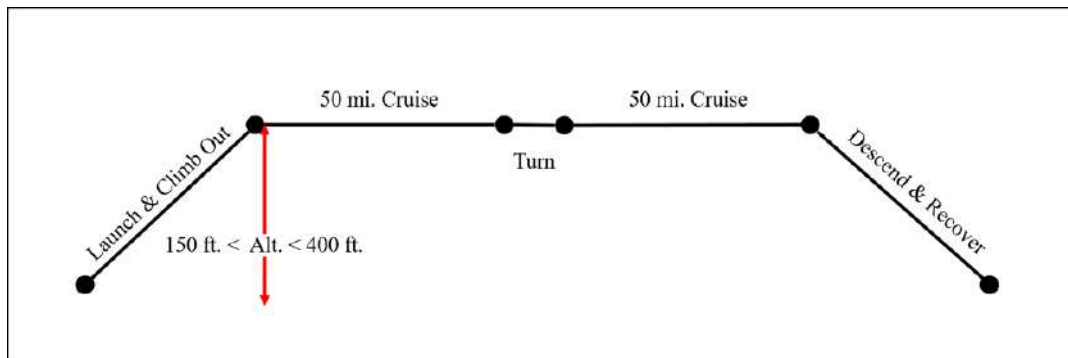 50 mi. Cruise
50 mi. Cruise
Launch & Climb Out
Turn
Descend & Recover
150 ft. < Alt. < 400 ft.